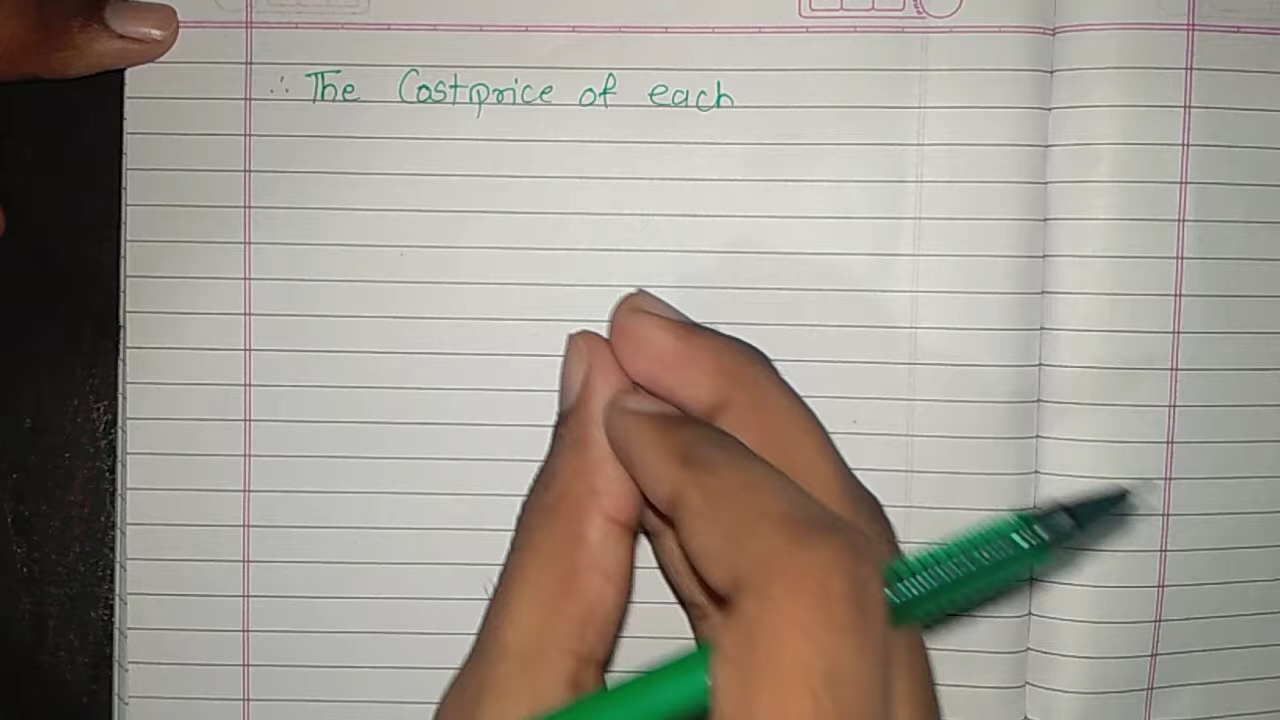 ∴ The Costprice of each